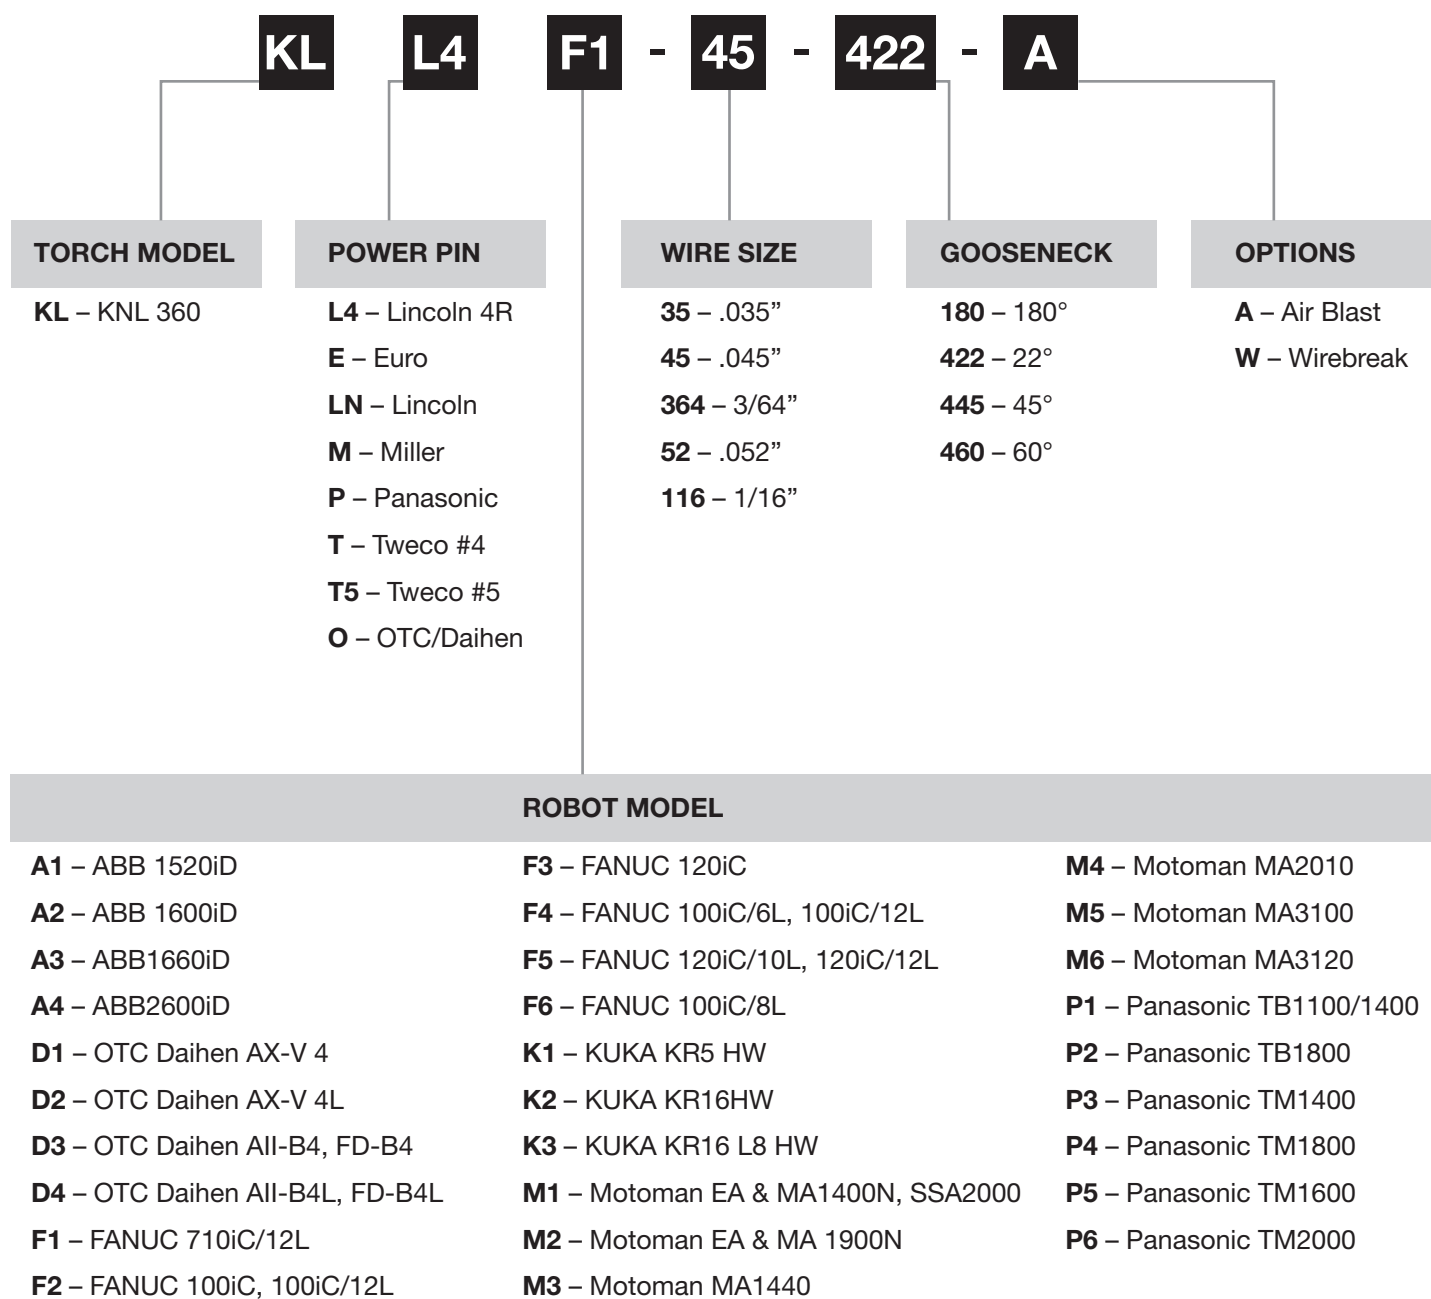 KL L4 F1 - 45 - 422 - A
TORCH MODEL
KL – KNL 360
POWER PIN
L4 – Lincoln 4R
E – Euro
LN – Lincoln
M – Miller
P – Panasonic
T – Tweco #4
T5 – Tweco #5
O – OTC/Daihen
WIRE SIZE
35 – .035”
45 – .045”
364 – 3/64”
52 – .052”
116 – 1/16”
GOOSENECK
180 – 180°
422 – 22°
445 – 45°
460 – 60°
OPTIONS
A – Air Blast
W – Wirebreak
ROBOT MODEL
A1 – ABB 1520iD
A2 – ABB 1600iD
A3 – ABB1660iD
A4 – ABB2600iD
D1 – OTC Daihen AX-V 4
D2 – OTC Daihen AX-V 4L
D3 – OTC Daihen AII-B4, FD-B4
D4 – OTC Daihen AII-B4L, FD-B4L
F1 – FANUC 710iC/12L
F2 – FANUC 100iC, 100iC/12L
F3 – FANUC 120iC
F4 – FANUC 100iC/6L, 100iC/12L
F5 – FANUC 120iC/10L, 120iC/12L
F6 – FANUC 100iC/8L
K1 – KUKA KR5 HW
K2 – KUKA KR16HW
K3 – KUKA KR16 L8 HW
M1 – Motoman EA & MA1400N, SSA2000
M2 – Motoman EA & MA 1900N
M3 – Motoman MA1440
M4 – Motoman MA2010
M5 – Motoman MA3100
M6 – Motoman MA3120
P1 – Panasonic TB1100/1400
P2 – Panasonic TB1800
P3 – Panasonic TM1400
P4 – Panasonic TM1800
P5 – Panasonic TM1600
P6 – Panasonic TM2000